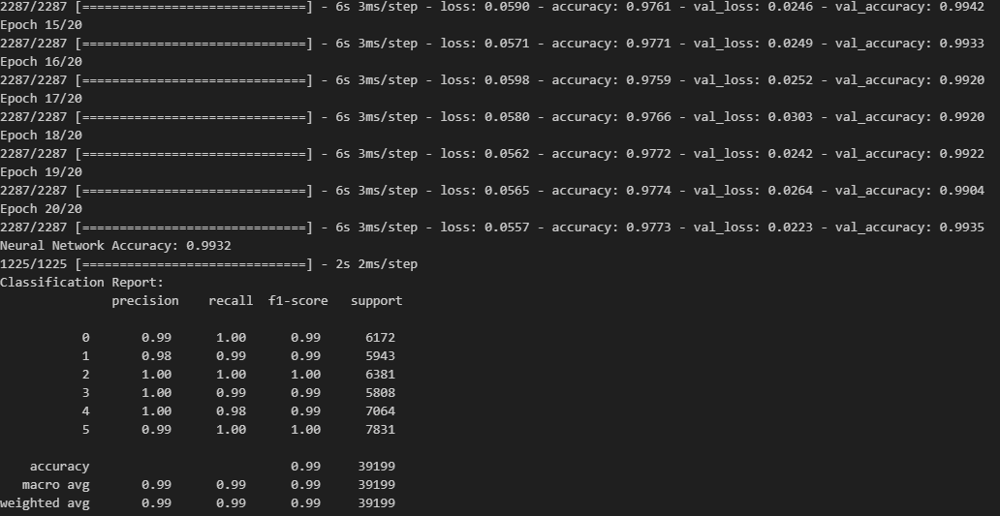 2287/2287 [==============================] - 6s 3ms/step - loss: 0.0590 - accuracy: 0.9761 - val_loss: 0.0246 - val_accuracy: 0.9942
Epoch 15/20
2287/2287 [==============================] - 6s 3ms/step - loss: 0.0571 - accuracy: 0.9771 - val_loss: 0.0249 - val_accuracy: 0.9933
Epoch 16/20
2287/2287 [==============================] - 6s 3ms/step - loss: 0.0598 - accuracy: 0.9759 - val_loss: 0.0252 - val_accuracy: 0.9920
Epoch 17/20
2287/2287 [==============================] - 6s 3ms/step - loss: 0.0580 - accuracy: 0.9766 - val_loss: 0.0303 - val_accuracy: 0.9920
Epoch 18/20
2287/2287 [==============================] - 6s 3ms/step - loss: 0.0562 - accuracy: 0.9772 - val_loss: 0.0242 - val_accuracy: 0.9922
Epoch 19/20
2287/2287 [==============================] - 6s 3ms/step - loss: 0.0565 - accuracy: 0.9774 - val_loss: 0.0264 - val_accuracy: 0.9904
Epoch 20/20
2287/2287 [==============================] - 6s 3ms/step - loss: 0.0557 - accuracy: 0.9773 - val_loss: 0.0223 - val_accuracy: 0.9935
Neural Network Accuracy: 0.9932
1225/1225 [==============================] - 2s 2ms/step
Classification Report:
               precision    recall  f1-score   support

           0       0.99      1.00      0.99      6172
           1       0.98      0.99      0.99      5943
           2       1.00      1.00      1.00      6381
           3       1.00      0.99      0.99      5808
           4       1.00      0.98      0.99      7064
           5       0.99      1.00      1.00      7831

    accuracy                           0.99     39199
   macro avg       0.99      0.99      0.99     39199
weighted avg       0.99      0.99      0.99     39199